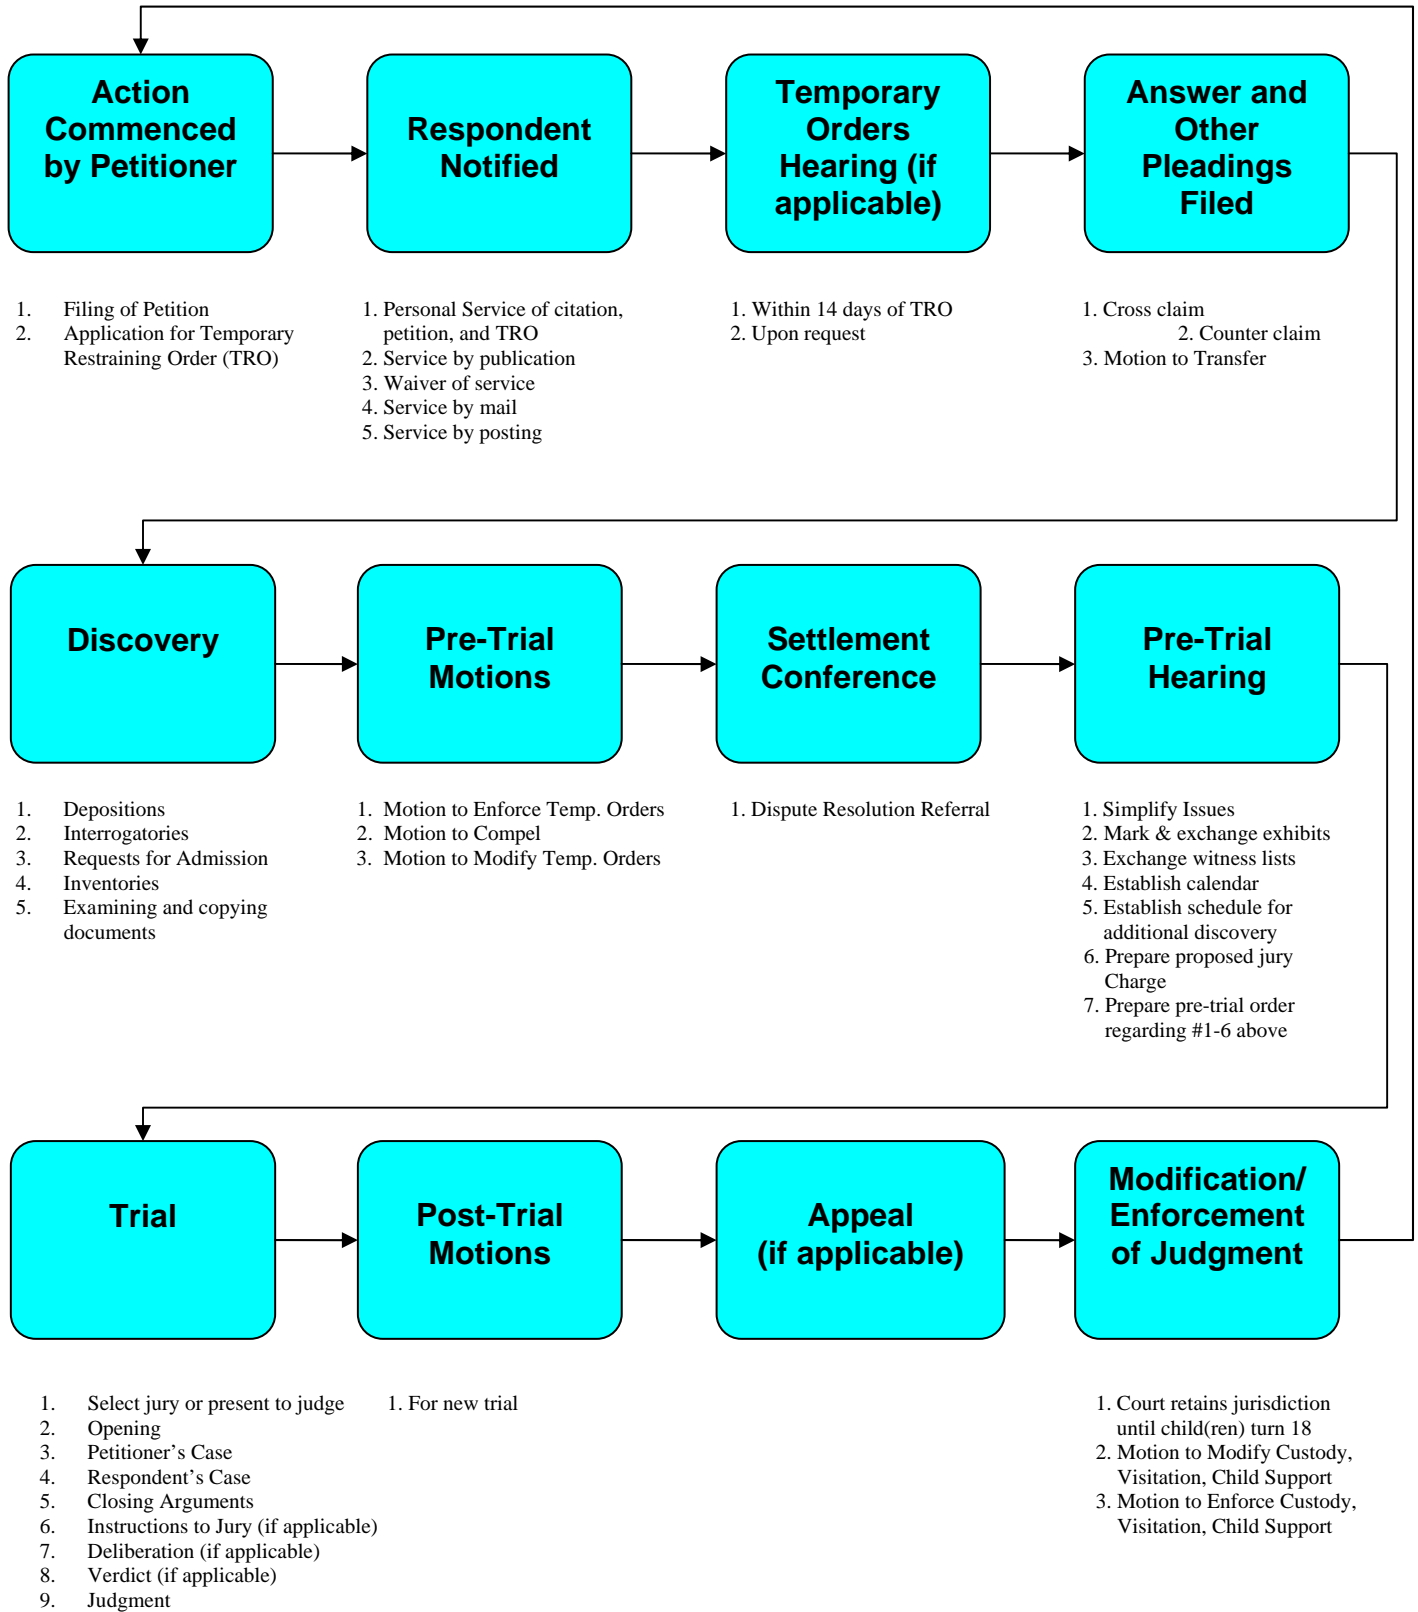 Action
Commenced
by Petitioner
Respondent
Notified
Temporary
Orders
Hearing (if
applicable)
Answer and
Other
Pleadings
Filed
1. Filing of Petition
2. Application for Temporary
Restraining Order (TRO)
1. Personal Service of citation,
petition, and TRO
2. Service by publication
3. Waiver of service
4. Service by mail
5. Service by posting
1. Within 14 days of TRO
2. Upon request
1. Cross claim
2. Counter claim
3. Motion to Transfer
Discovery
Pre-Trial
Motions
Settlement
Conference
Pre-Trial
Hearing
1. Depositions
2. Interrogatories
3. Requests for Admission
4. Inventories
5. Examining and copying
documents
1. Motion to Enforce Temp. Orders
2. Motion to Compel
3. Motion to Modify Temp. Orders
1. Dispute Resolution Referral
1. Simplify Issues
2. Mark & exchange exhibits
3. Exchange witness lists
4. Establish calendar
5. Establish schedule for
additional discovery
6. Prepare proposed jury
Charge
7. Prepare pre-trial order
regarding #1-6 above
Trial
Post-Trial
Motions
Appeal
(if applicable)
Modification/
Enforcement
of Judgment
1. Select jury or present to judge
2. Opening
3. Petitioner's Case
4. Respondent's Case
5. Closing Arguments
6. Instructions to Jury (if applicable)
7. Deliberation (if applicable)
8. Verdict (if applicable)
9. Judgment
1. For new trial
1. Court retains jurisdiction
until child(ren) turn 18
2. Motion to Modify Custody,
Visitation, Child Support
3. Motion to Enforce Custody,
Visitation, Child Support